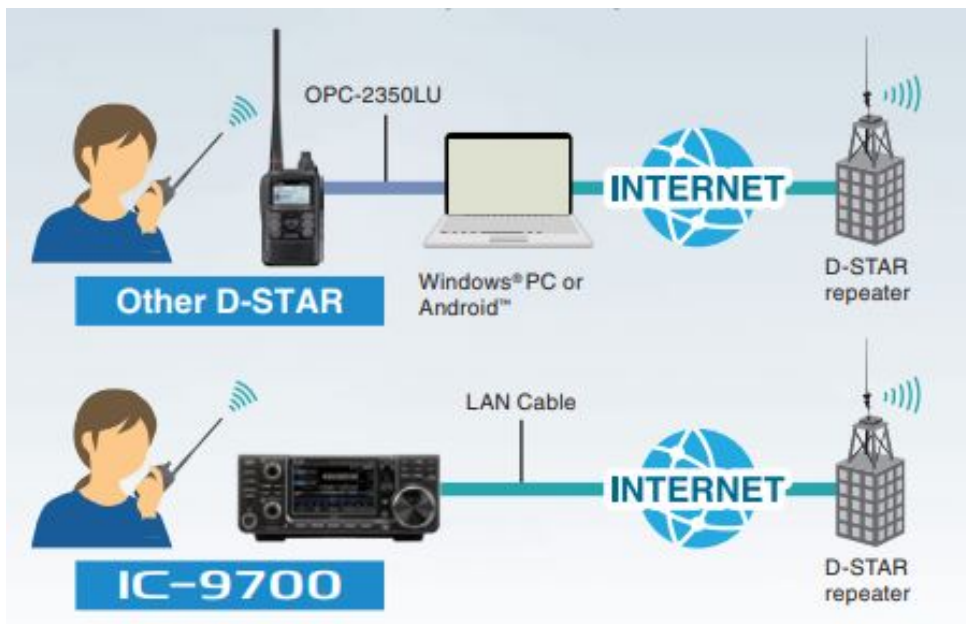 OPC-2350LU
INTERNET
Windows® PC or
Android™
D-STAR
repeater
Other D-STAR
LAN Cable
INTERNET
D-STAR
repeater
IC-9700